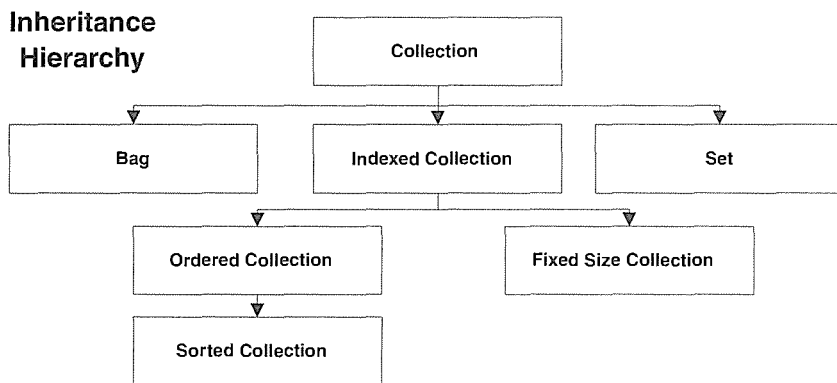 Inheritance
Hierarchy
Collection
Bag
Indexed Collection
Set
Ordered Collection
Fixed Size Collection
Sorted Collection